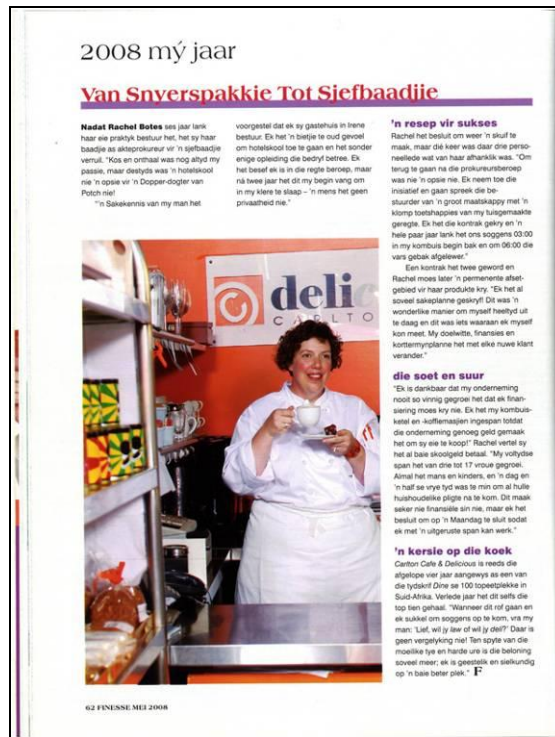 2008 mý jaar
Van Snyerspakkie Tot Sjefbaadjie
Nadat Rachel Botes ses jaar lank
haar eie praktyk bestuur het, het sy haar
baadjie as akteprokureur vir 'n sjefbaadjie
verruil. "Kos en onthaal was nog altyd my
passie, maar destyds was 'n hotelskool
nie 'n opsie vir 'n Dopper-dogter van
Potch nie!
"'n Sakekennis van my man het
voorgestel dat ek sy gastehuis in Irene
bestuur. Ek het 'n bietjie te oud gevoel
om hotelskool toe te gaan en het sonder
enige opleiding die bedryf betree. Ek
het besef ek is in die regte beroep, maar
ná twee jaar het dit my begin vang om
in my klere te slaap – 'n mens het geen
privaatheid nie."
delic
CARLTO
'n resep vir sukses
Rachel het besluit om weer 'n skuif te
maak, maar dié keer was daar drie perso-
neellede wat van haar afhanklik was. "Om
terug te gaan na die prokureursberoep
was nie 'n opsie nie. Ek neem toe die
inisiatief en gaan spreek die be-
stuurder van 'n groot maatskappy met 'n
klomp toetshappies van my tuisgemaakte
geregte. Ek het die kontrak gekry en 'n
hele paar jaar lank het ons soggens 03:00
in my kombuis begin bak en om 06:00 die
vars gebak afgelewer."
Een kontrak het twee geword en
Rachel moes later 'n permenente afset-
gebied vir haar produkte kry. "Ek het al
soveel sakeplanne geskryf! Dit was 'n
wonderlike manier om myself heeltyd uit
te daag en dit was iets waaraan ek myself
kon meet. My doelwitte, finansies en
korttermynplanne het met elke nuwe klant
verander."
die soet en suur
"Ek is dankbaar dat my onderneming
nooit so vinnig gegroei het dat ek finan-
siering moes kry nie. Ek het my kombuis-
ketel en -koffiemasjien ingespan totdat
die onderneming genoeg geld gemaak
het om sy eie te koop!" Rachel vertel sy
het al baie skoolgeld betaal. "My voltydse
span het van drie tot 17 vroue gegroei.
Almal het mans en kinders, en 'n dag en
'n half se vrye tyd was te min om al hulle
huishoudelike pligte na te kom. Dit maak
seker nie finansiële sin nie, maar ek het
besluit om op 'n Maandag te sluit sodat
ek met 'n uitgeruste span kan werk."
'n kersie op die koek
Carlton Cafe & Delicious is reeds die
afgelope vier jaar aangewys as een van
die tydskrif Dine se 100 topeetplekke in
Suid-Afrika. Verlede jaar het dit selfs die
top tien gehaal. "Wanneer dit rof gaan en
ek sukkel om soggens op te kom, vra my
man: 'Lief, wil jy law of wil jy deli?' Daar is
geen vergelyking nie! Ten spyte van die
moeilike tye en harde ure is die beloning
soveel meer; ek is geestelik en sielkundig
op 'n baie beter plek." F
62 FINESSE MEI 2008